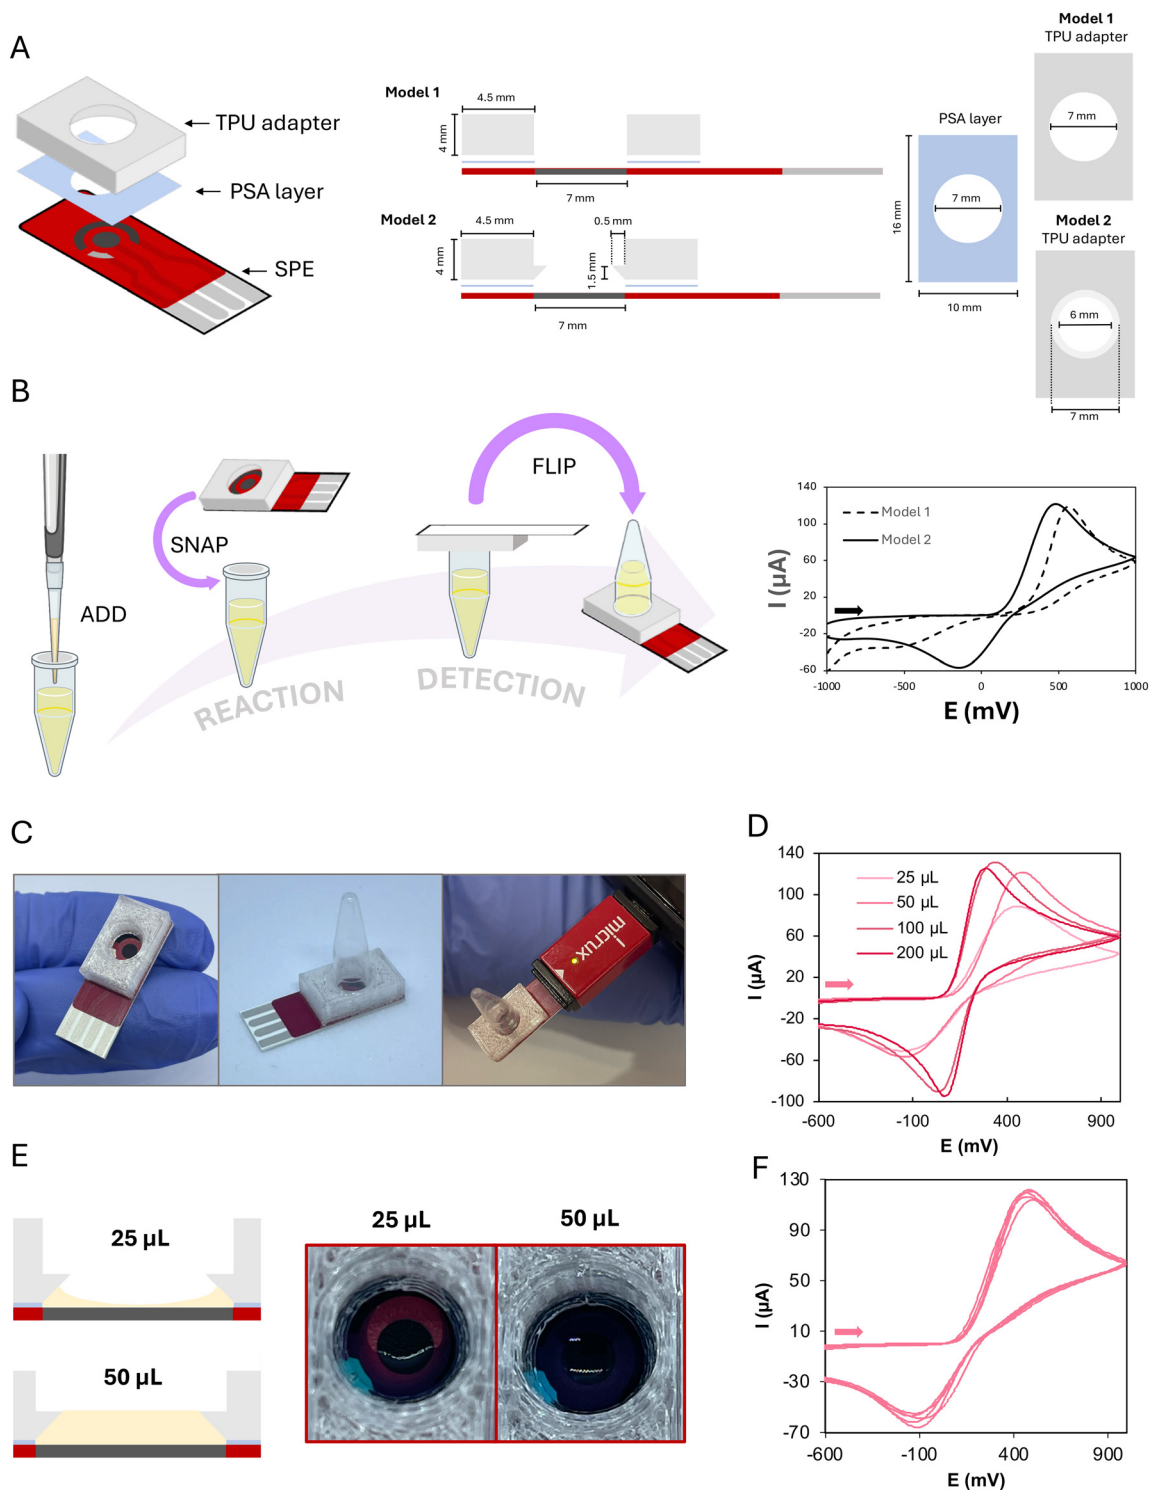 A
TPU adapter
PSA layer
SPE
Model 1
4.5 mm
4 mm
7 mm
Model 2
4.5 mm
0.5 mm
4 mm
1.5 mm
7 mm
PSA layer
7 mm
16 mm
10 mm
Model 1
TPU adapter
7 mm
Model 2
TPU adapter
6 mm
7 mm
B
ADD
SNAP
REACTION
FLIP
DETECTION
Model 1
Model 2
140
100
60
20
-20
-60
-1000
-500
0
500
1000
I (µA)
E (mV)
C
micrux
D
25 µL
50 µL
100 µL
200 µL
140
100
60
20
-20
-60
-100
-600
-100
400
900
I (µA)
E (mV)
E
25 µL
50 µL
25 µL
50 µL
F
130
90
50
10
-30
-70
-600
-100
400
900
I (µA)
E (mV)